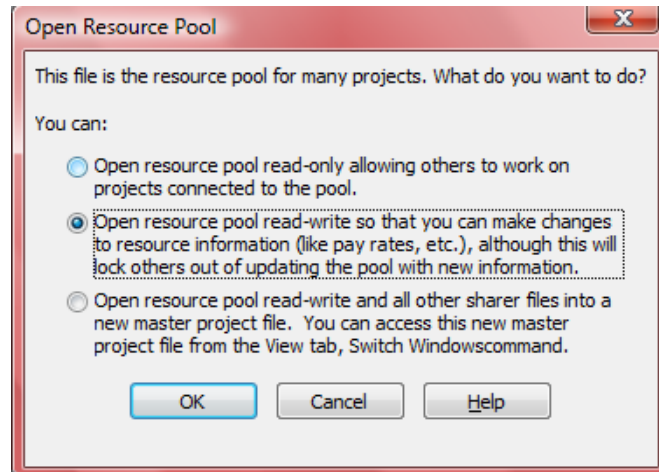 Open Resource Pool
This file is the resource pool for many projects. What do you want to do?
You can:
Open resource pool read-only allowing others to work on
projects connected to the pool.
Open resource pool read-write so that you can make changes
to resource information (like pay rates, etc.), although this will
lock others out of updating the pool with new information.
Open resource pool read-write and all other sharer files into a
new master project file.  You can access this new master
project file from the View tab, Switch Windowscommand.
OK
Cancel
Help